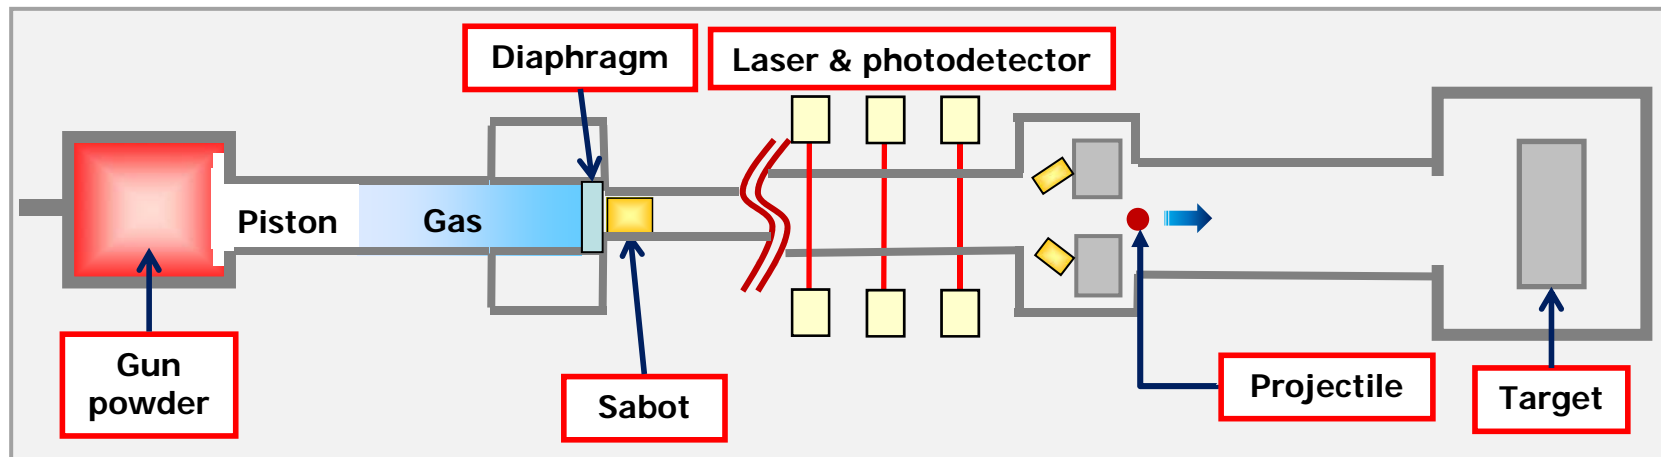 Diaphragm
Laser & photodetector
Piston
Gas
Gun
powder
Sabot
Projectile
Target